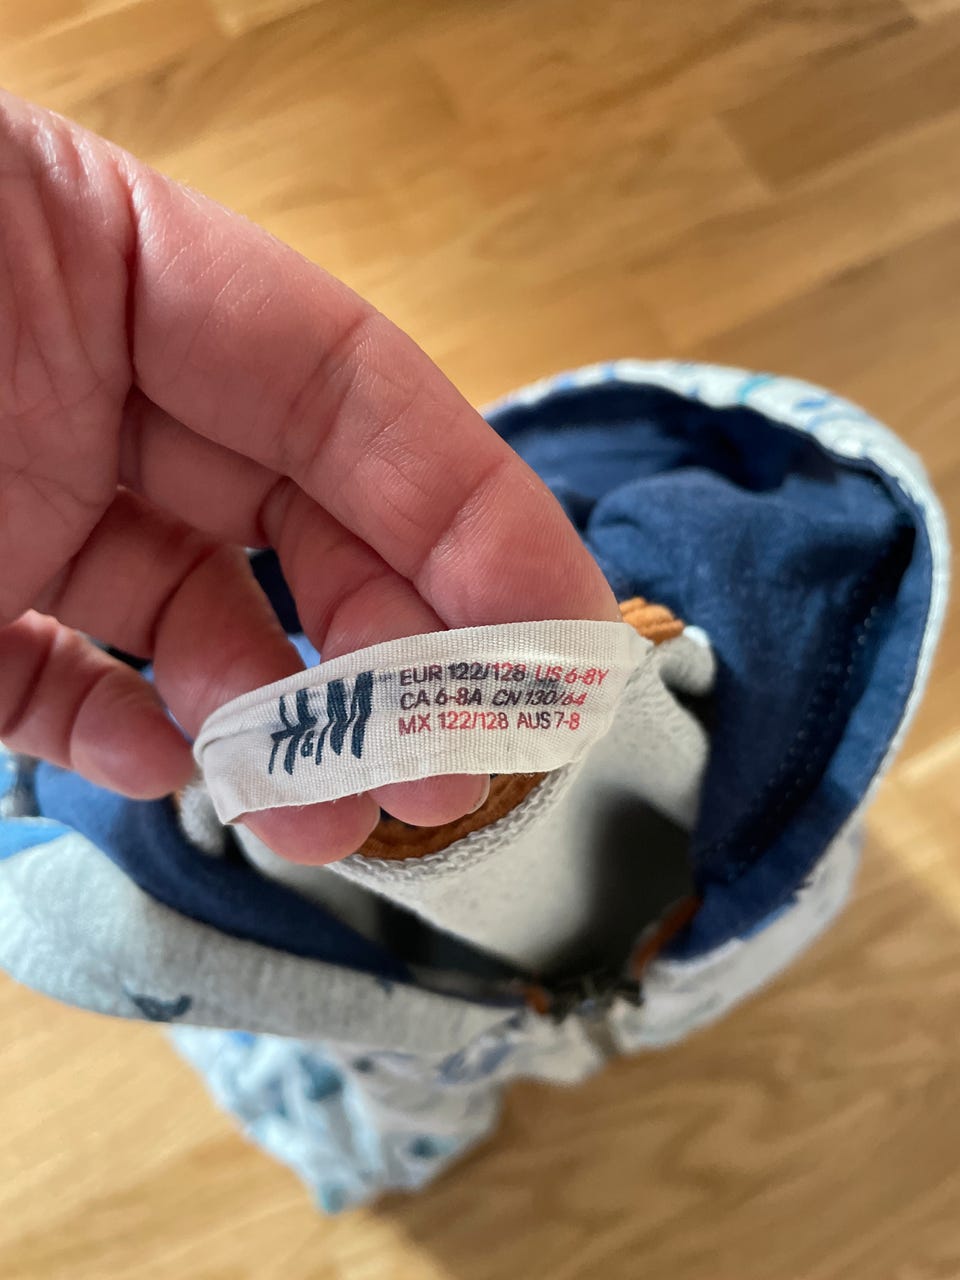 H&M
EUR 122/128 US 6-8Y
CA 6-8A CN 130/64
MX 122/128 AUS 7-8